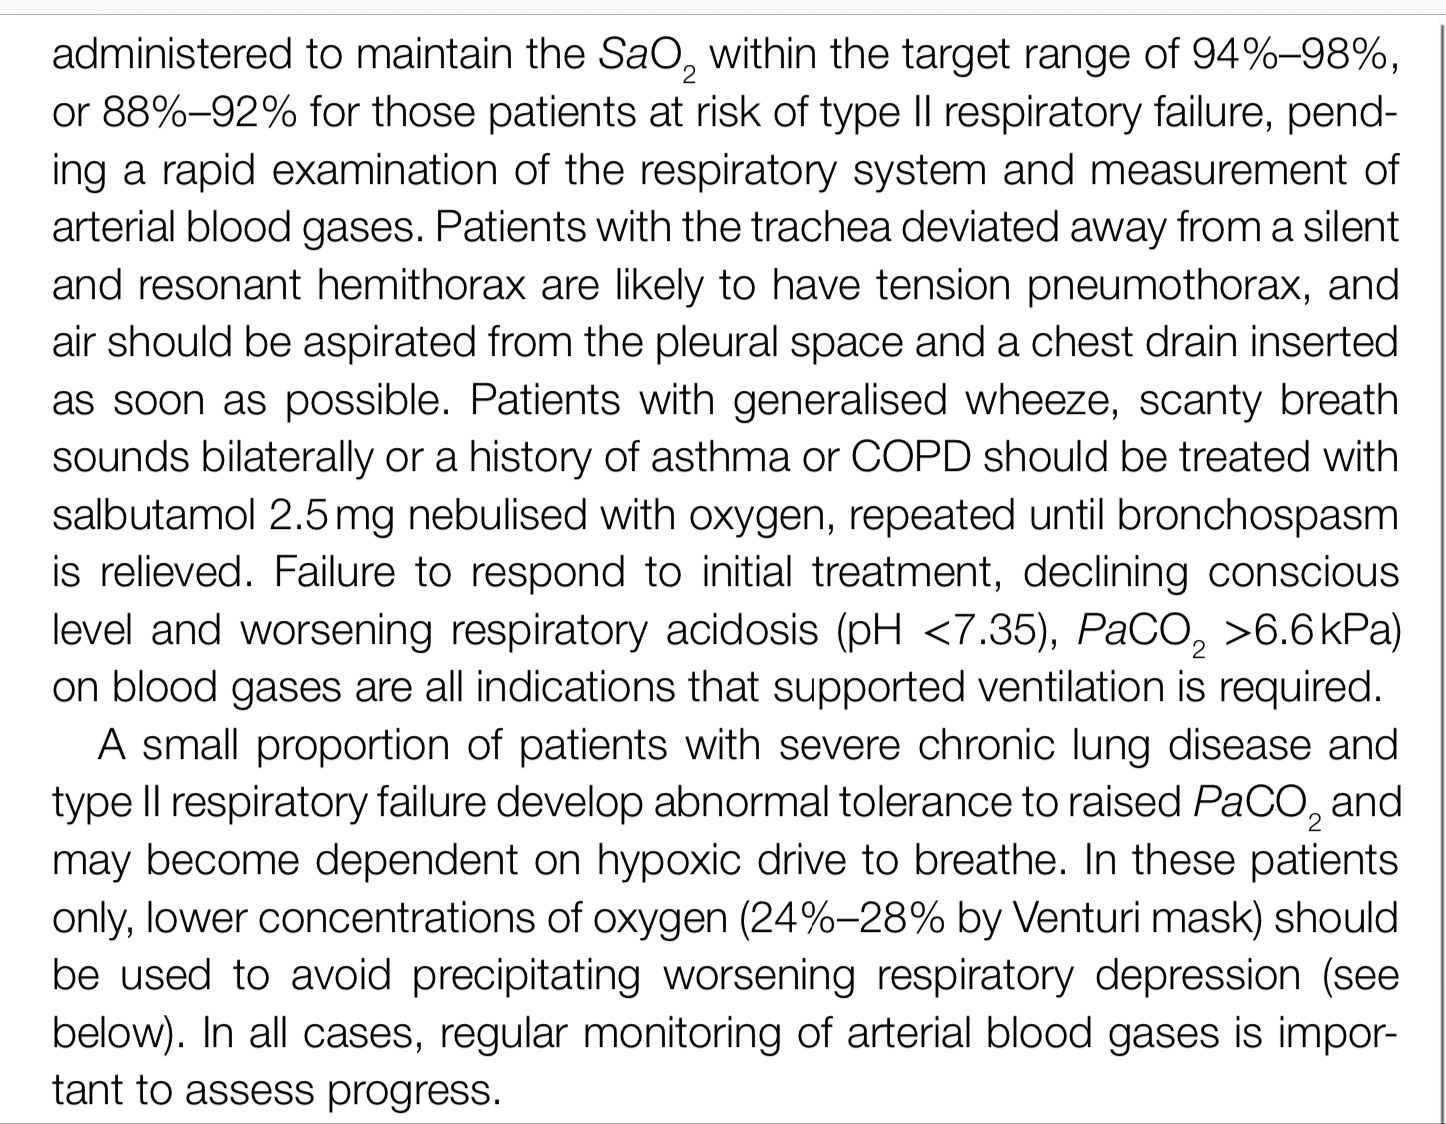 administered to maintain the SaO₂ within the target range of 94%–98%,
or 88%–92% for those patients at risk of type II respiratory failure, pend-
ing a rapid examination of the respiratory system and measurement of
arterial blood gases. Patients with the trachea deviated away from a silent
and resonant hemithorax are likely to have tension pneumothorax, and
air should be aspirated from the pleural space and a chest drain inserted
as soon as possible. Patients with generalised wheeze, scanty breath
sounds bilaterally or a history of asthma or COPD should be treated with
salbutamol 2.5 mg nebulised with oxygen, repeated until bronchospasm
is relieved. Failure to respond to initial treatment, declining conscious
level and worsening respiratory acidosis (pH <7.35), PaCO₂ >6.6 kPa)
on blood gases are all indications that supported ventilation is required.
A small proportion of patients with severe chronic lung disease and
type II respiratory failure develop abnormal tolerance to raised PaCO₂ and
may become dependent on hypoxic drive to breathe. In these patients
only, lower concentrations of oxygen (24%–28% by Venturi mask) should
be used to avoid precipitating worsening respiratory depression (see
below). In all cases, regular monitoring of arterial blood gases is impor-
tant to assess progress.